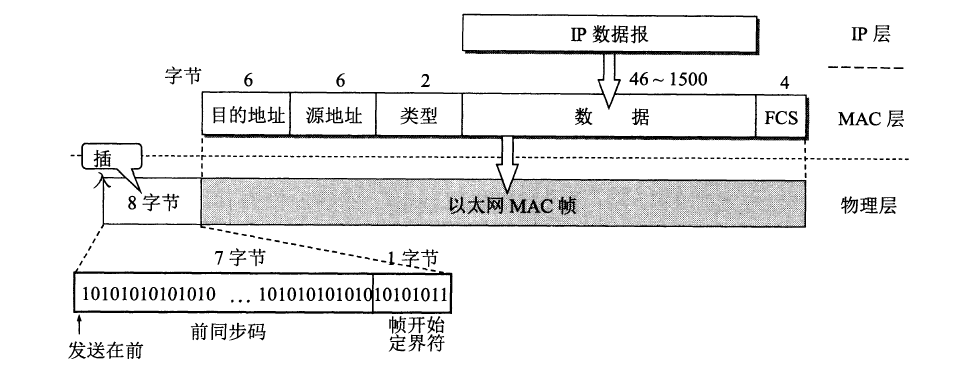 IP 数据报
IP 层
字节 6 6 2 46~1500 4
目的地址 源地址 类型 数 据 FCS
MAC 层
插入
8 字节
以太网 MAC 帧
物理层
7 字节 1 字节
10101010101010 ... 101010101010 10101011
前同步码
帧开始
定界符
发送在前